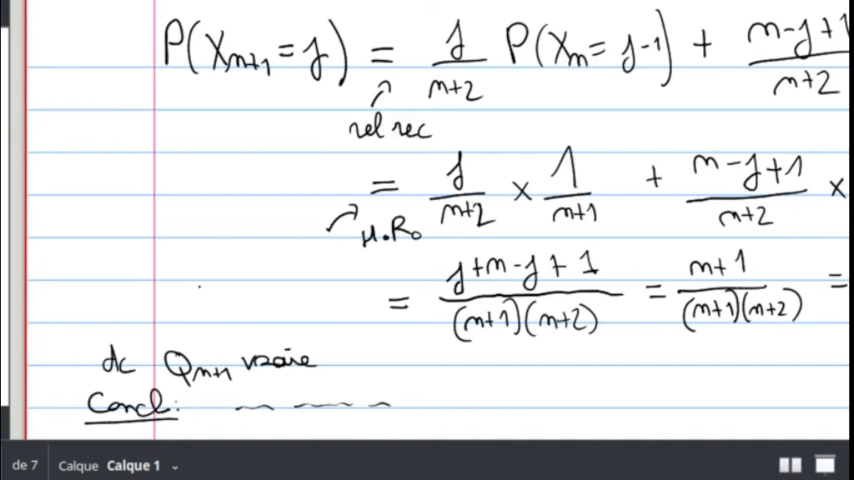 P(Xn+1 = j) = j/(n+2) P(Xn = j-1) + (n-j+1)/(n+2)
rel rec
= j/(n+2) × 1/(n+1) + (n-j+1)/(n+2) ×
H.R.
= (j+n-j+1)/((n+1)(n+2)) = (n+1)/((n+1)(n+2)) =
dc Qn+1 vraie
Concl:
de 7 Calque Calque 1